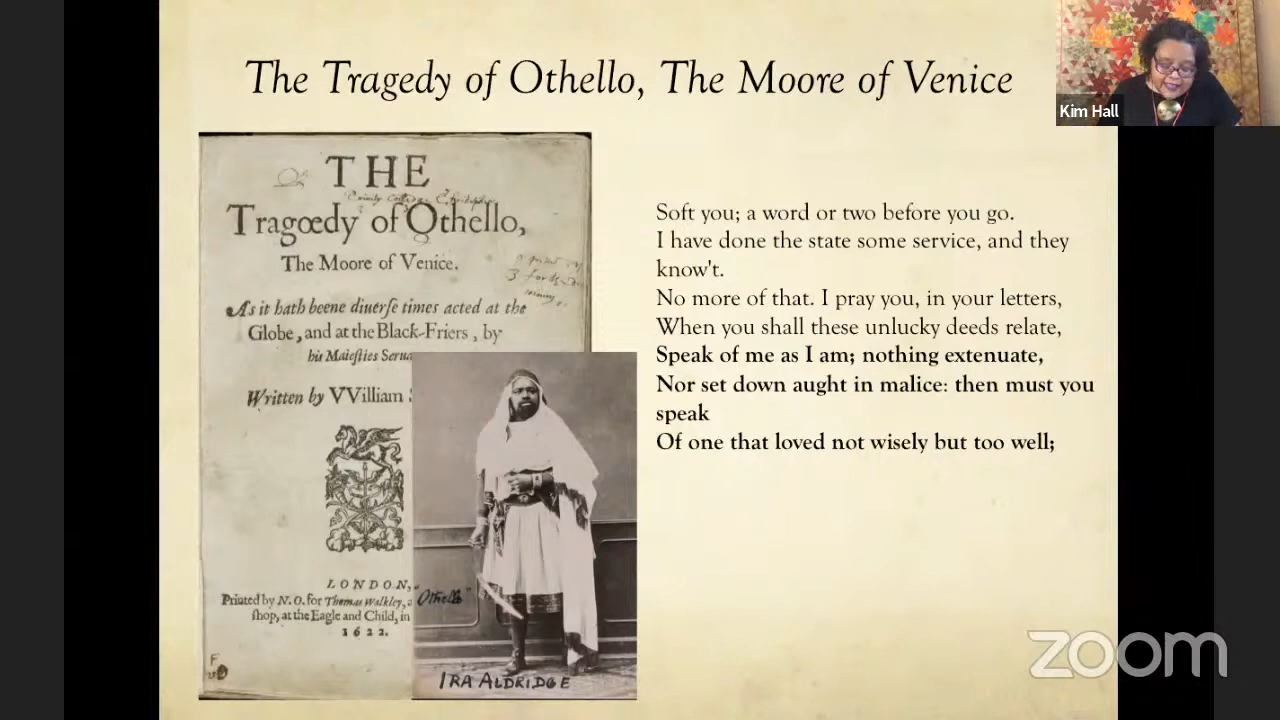 The Tragedy of Othello, The Moore of Venice
Kim Hall
THE
Tragœdy of Othello,
The Moore of Venice.
As it hath beene diuerſe times acted at the
Globe, and at the Black-Friers, by
his Maieſties Serua
Written by VVilliam S
LONDON,
Printed by N. O. for Thomas Walkley, a
ſhop, at the Eagle and Child, in
1622.
"Othello"
IRA ALDRIDGE
Soft you; a word or two before you go.
I have done the state some service, and they
know't.
No more of that. I pray you, in your letters,
When you shall these unlucky deeds relate,
Speak of me as I am; nothing extenuate,
Nor set down aught in malice: then must you
speak
Of one that loved not wisely but too well;
zoom